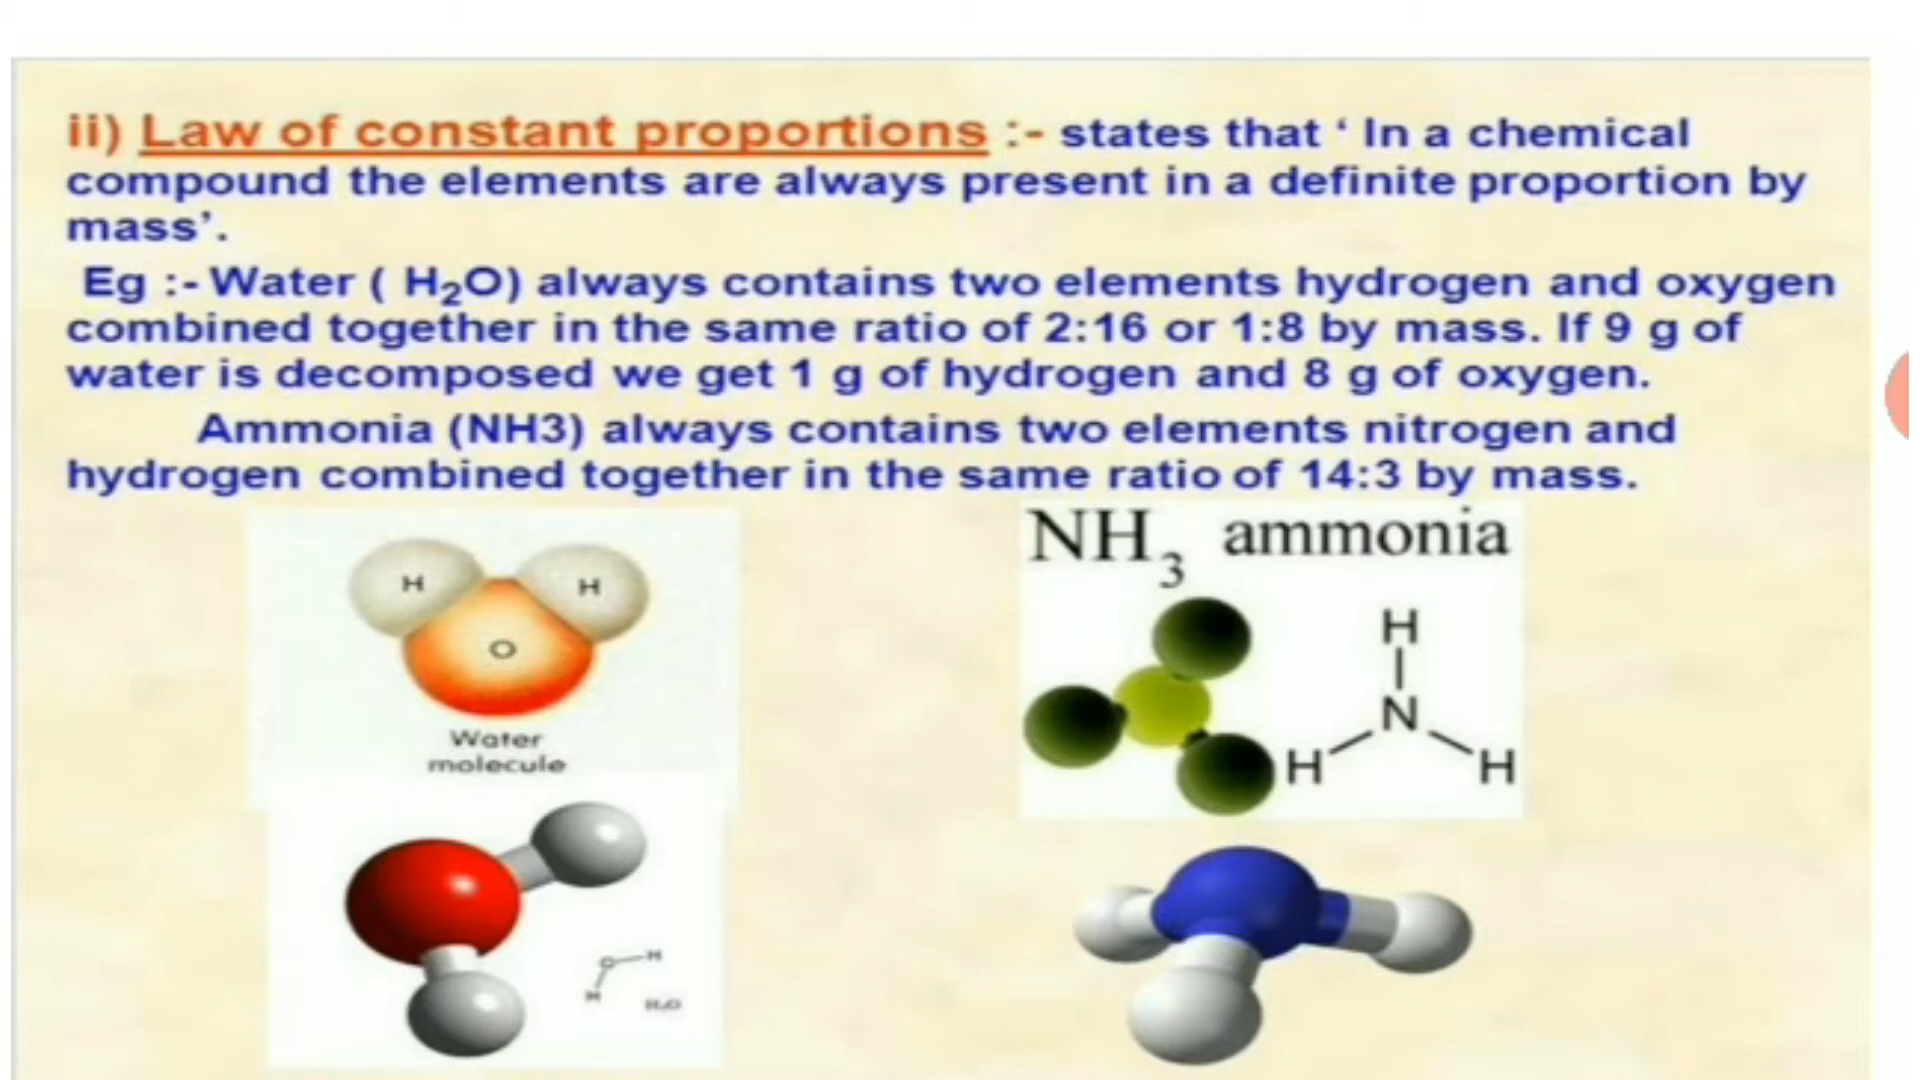 ii) Law of constant proportions :- states that ‘ In a chemical
compound the elements are always present in a definite proportion by
mass’.
Eg :- Water ( H₂O) always contains two elements hydrogen and oxygen
combined together in the same ratio of 2:16 or 1:8 by mass. If 9 g of
water is decomposed we get 1 g of hydrogen and 8 g of oxygen.
Ammonia (NH3) always contains two elements nitrogen and
hydrogen combined together in the same ratio of 14:3 by mass.
NH₃ ammonia
H H
O
Water
molecule
H
N
H H
O H
H
H₂O